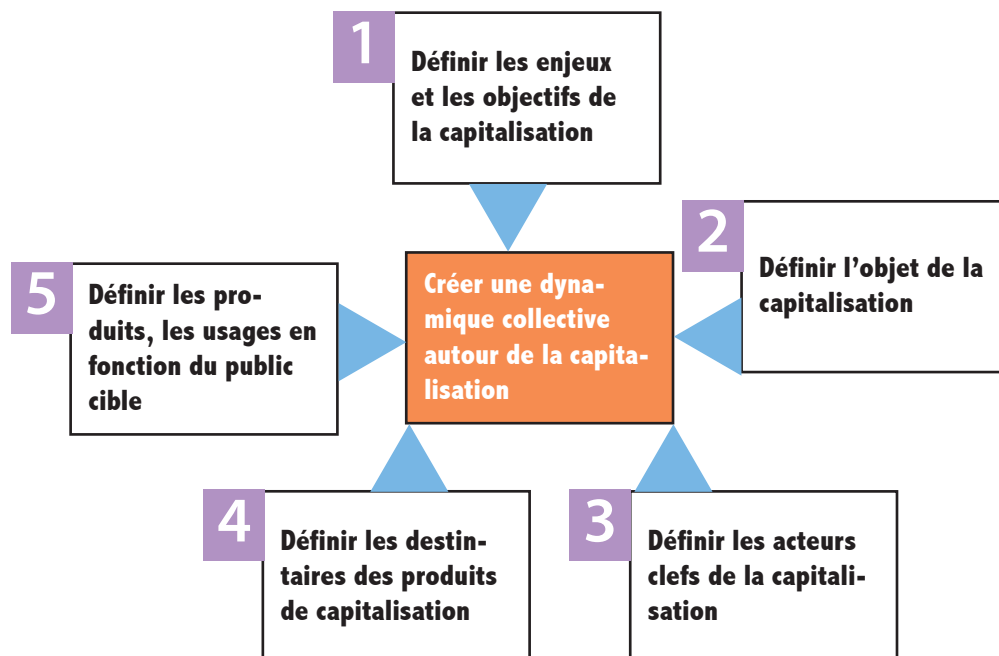 1
Définir les enjeux
et les objectifs de
la capitalisation
2
Définir l’objet de la
capitalisation
5
Définir les pro-
duits, les usages en
fonction du public
cible
Créer une dyna-
mique collective
autour de la capita-
lisation
4
Définir les destin-
taires des produits
de capitalisation
3
Définir les acteurs
clefs de la capitali-
sation